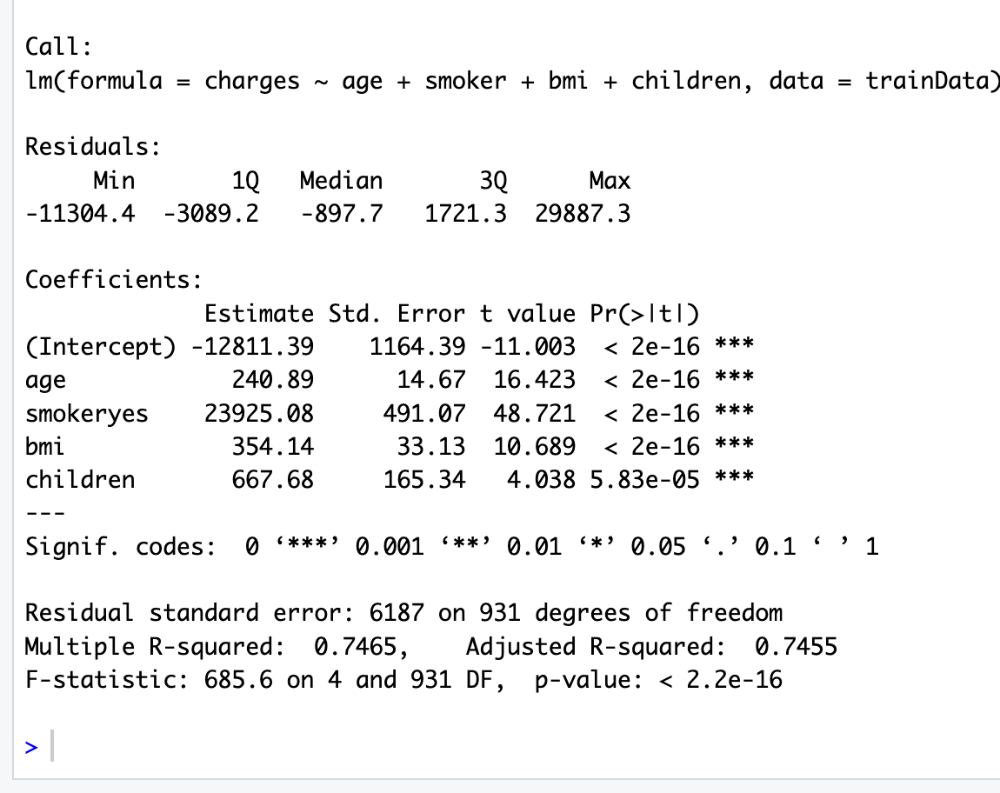 Call:
lm(formula = charges ~ age + smoker + bmi + children, data = trainData)
Residuals:
     Min       1Q   Median       3Q      Max
-11304.4  -3089.2   -897.7   1721.3  29887.3
Coefficients:
             Estimate Std. Error t value Pr(>|t|)
(Intercept) -12811.39    1164.39 -11.003  < 2e-16 ***
age            240.89      14.67  16.423  < 2e-16 ***
smokeryes    23925.08     491.07  48.721  < 2e-16 ***
bmi            354.14      33.13  10.689  < 2e-16 ***
children       667.68     165.34   4.038 5.83e-05 ***
---
Signif. codes:  0 ‘***’ 0.001 ‘**’ 0.01 ‘*’ 0.05 ‘.’ 0.1 ‘ ’ 1
Residual standard error: 6187 on 931 degrees of freedom
Multiple R-squared:  0.7465,    Adjusted R-squared:  0.7455
F-statistic: 685.6 on 4 and 931 DF,  p-value: < 2.2e-16
>